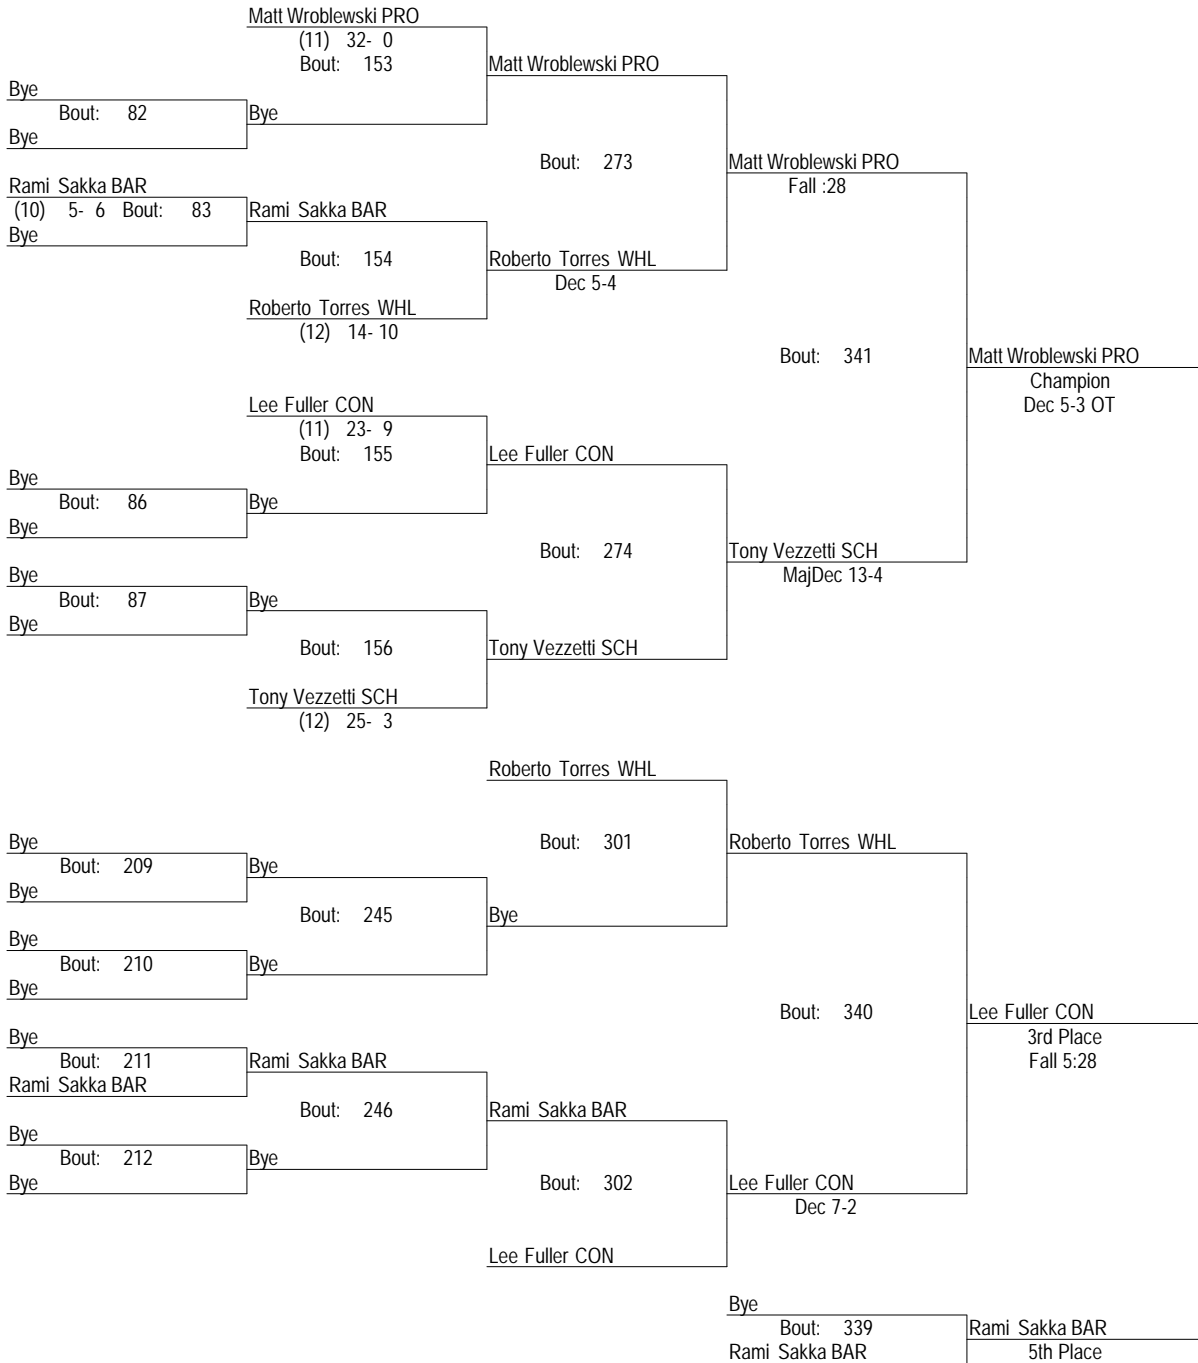 Matt Wroblewski PRO
(11) 32- 0
Bout: 153
Matt Wroblewski PRO
Bye
Bout: 82
Bye
Bye
Bout: 273
Matt Wroblewski PRO
Fall :28
Rami Sakka BAR
(10) 5- 6 Bout: 83
Rami Sakka BAR
Bye
Bout: 154
Roberto Torres WHL
Dec 5-4
Roberto Torres WHL
(12) 14- 10
Bout: 341
Matt Wroblewski PRO
Champion
Dec 5-3 OT
Lee Fuller CON
(11) 23- 9
Bout: 155
Lee Fuller CON
Bye
Bout: 86
Bye
Bye
Bout: 274
Tony Vezzetti SCH
MajDec 13-4
Bye
Bout: 87
Bye
Bye
Bout: 156
Tony Vezzetti SCH
Tony Vezzetti SCH
(12) 25- 3
Roberto Torres WHL
Bye
Bout: 301
Roberto Torres WHL
Bout: 209
Bye
Bye
Bout: 245
Bye
Bye
Bout: 210
Bye
Bye
Bout: 340
Lee Fuller CON
3rd Place
Fall 5:28
Bye
Bout: 211
Rami Sakka BAR
Rami Sakka BAR
Bout: 246
Rami Sakka BAR
Bye
Bout: 212
Bye
Bye
Bout: 302
Lee Fuller CON
Dec 7-2
Lee Fuller CON
Bye
Bout: 339
Rami Sakka BAR
Rami Sakka BAR
5th Place